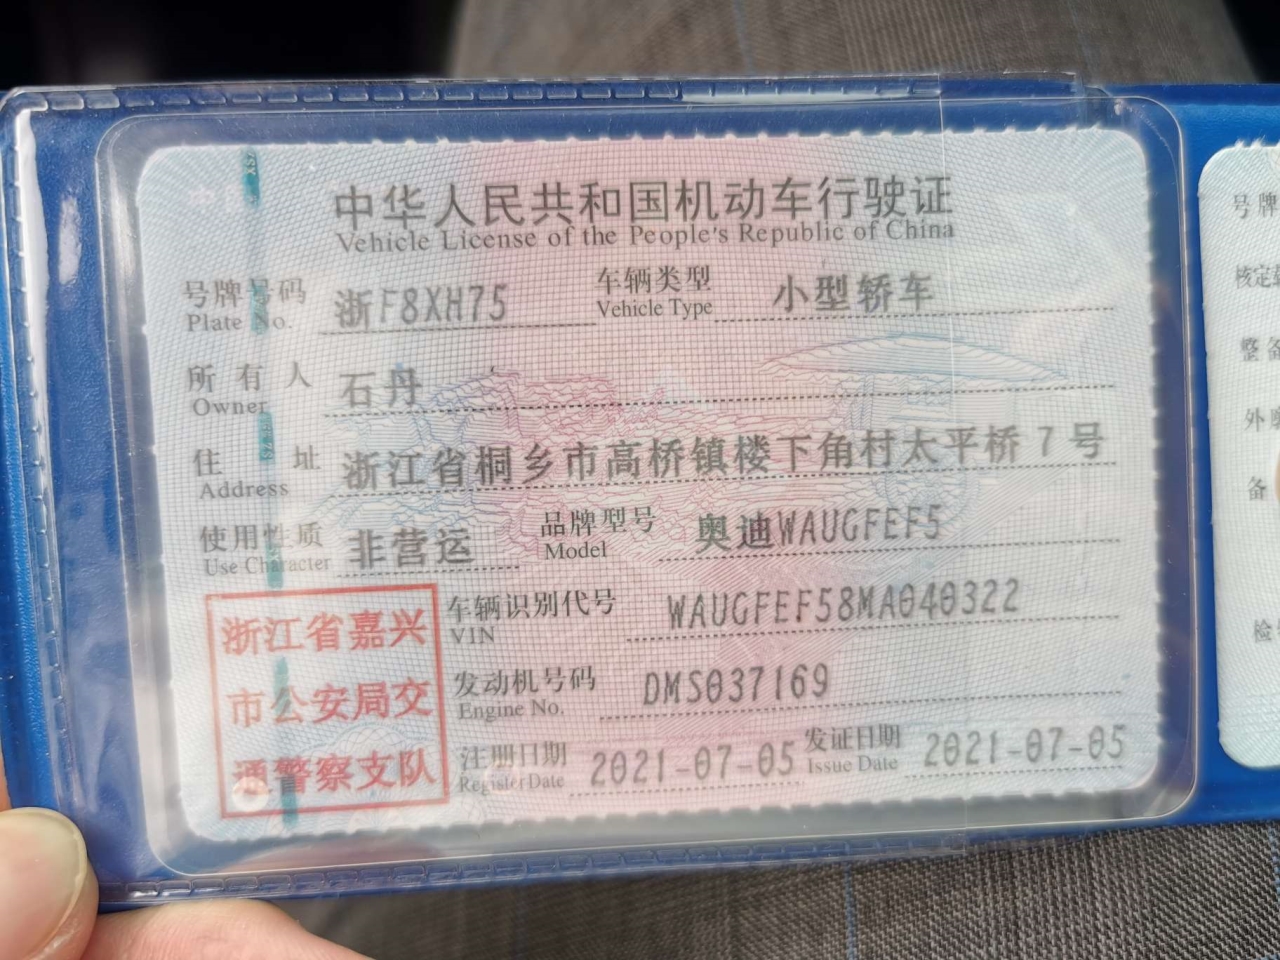 中华人民共和国机动车行驶证
Vehicle License of the People's Republic of China
号牌号码 浙F8XH75 车辆类型 小型轿车
Plate No. Vehicle Type
所有人 石丹
Owner
住址 浙江省桐乡市高桥镇楼下角村太平桥7号
Address
使用性质 非营运 品牌型号 奥迪WAUGFEF5
Use Character Model
浙江省嘉兴
市公安局交
通警察支队
车辆识别代号 WAUGFEF58MA040322
VIN
发动机号码 DMS037169
Engine No.
注册日期 2021-07-05 发证日期 2021-07-05
Register Date Issue Date
号牌
核定
整备
外
备
检